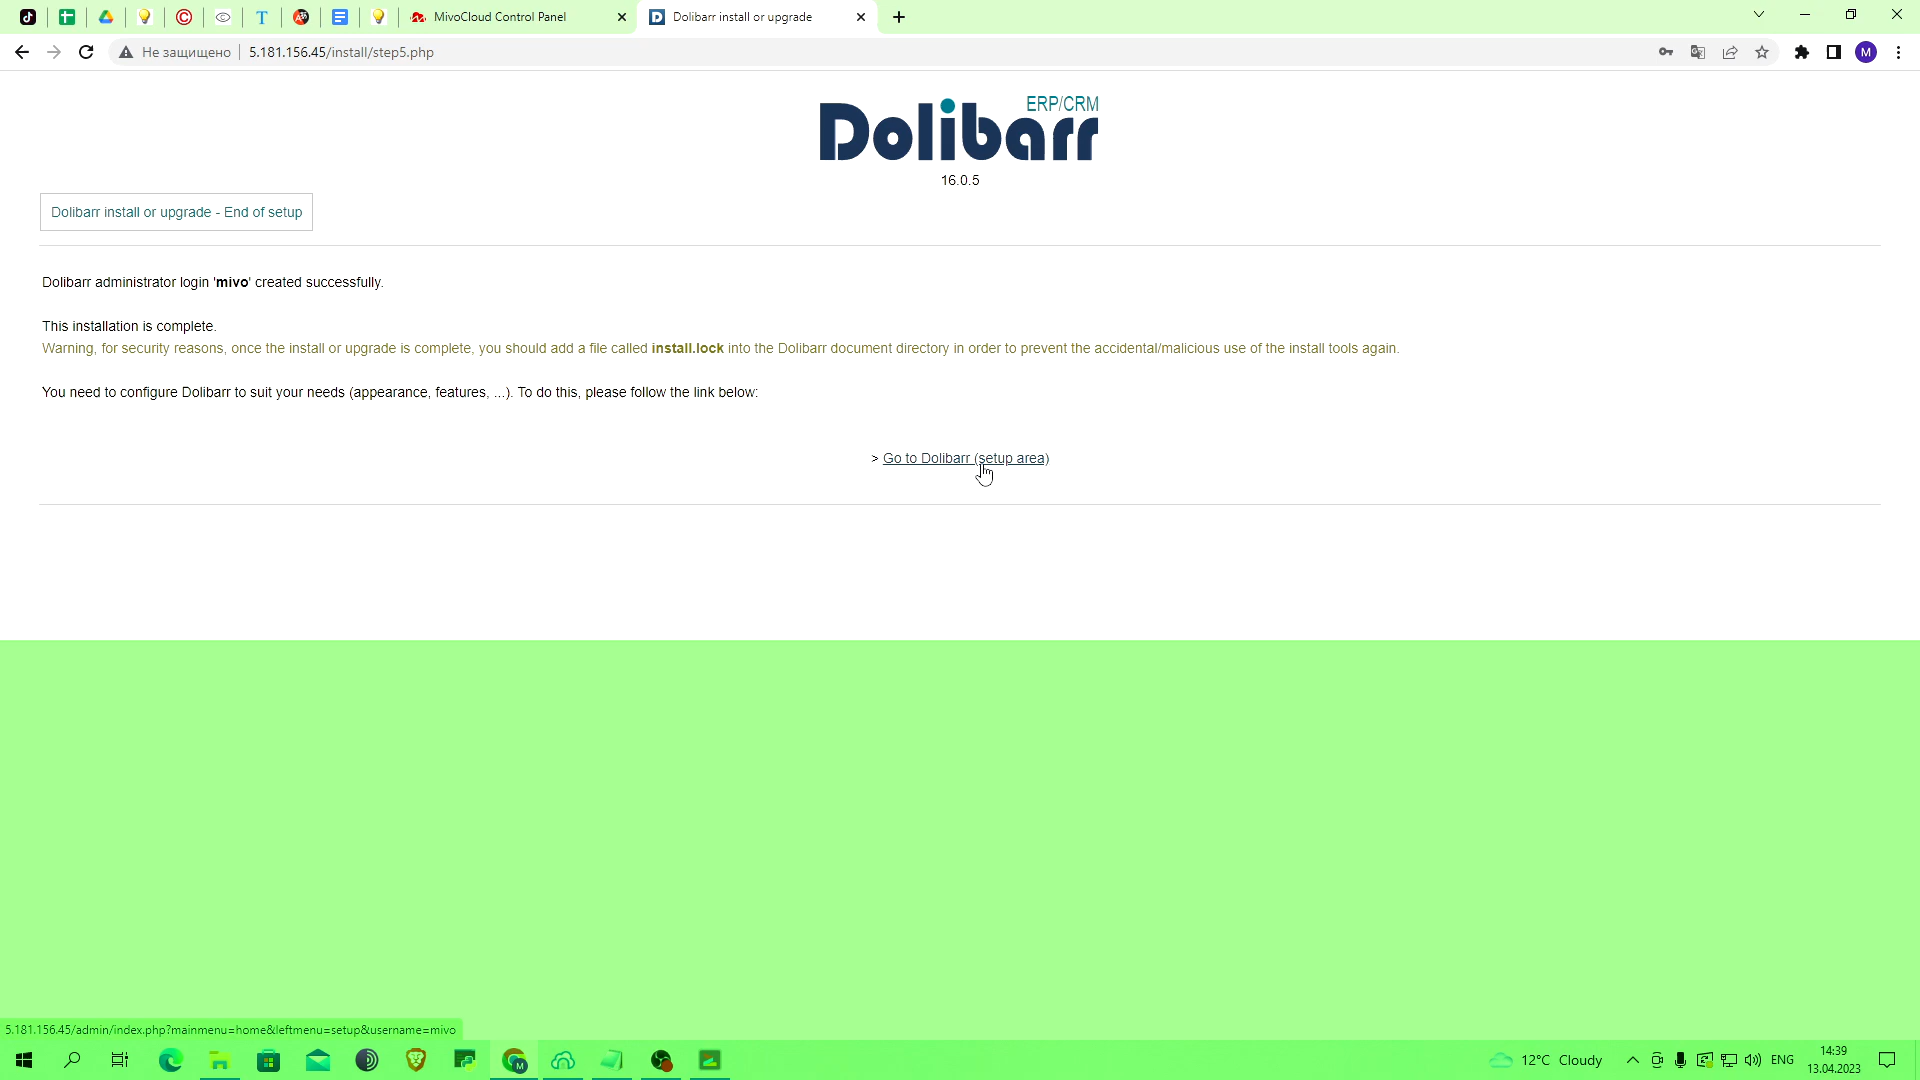 MivoCloud Control Panel
Dolibarr install or upgrade
Не защищено
5.181.156.45/install/step5.php
M
ERP/CRM
Dolibarr
16.0.5
Dolibarr install or upgrade - End of setup
Dolibarr administrator login 'mivo' created successfully.
This installation is complete.
Warning, for security reasons, once the install or upgrade is complete, you should add a file called install.lock into the Dolibarr document directory in order to prevent the accidental/malicious use of the install tools again.
You need to configure Dolibarr to suit your needs (appearance, features, ...). To do this, please follow the link below:
> Go to Dolibarr (setup area)
5.181.156.45/admin/index.php?mainmenu=home&leftmenu=setup&username=mivo
12°C Cloudy
ENG
14:39
13.04.2023